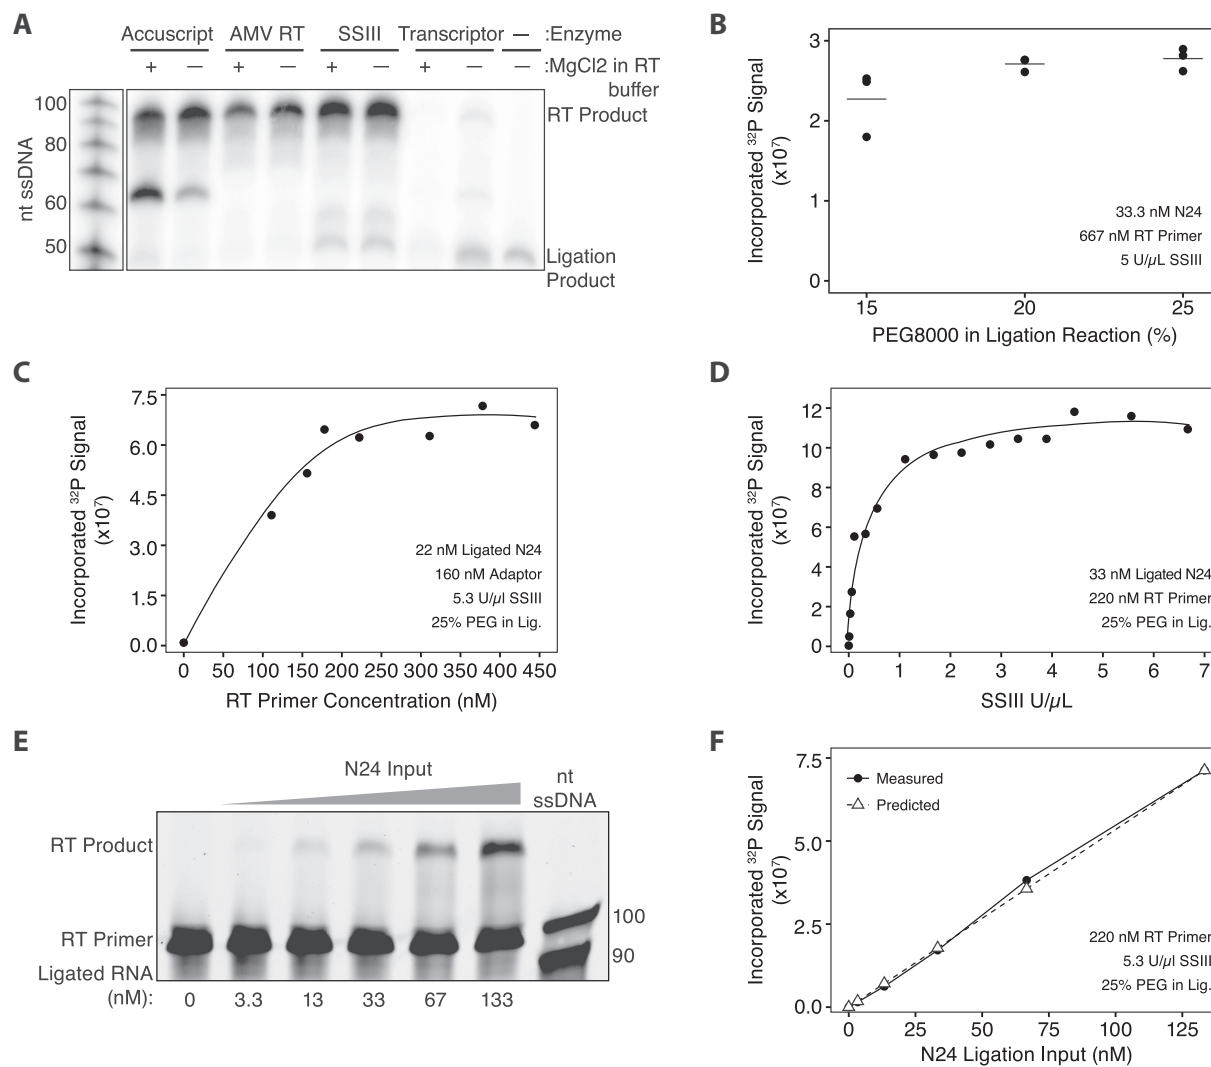 A
Accuscript AMV RT SSIII Transcriptor — :Enzyme
+ — + — + — + — — :MgCl2 in RT
buffer
100
80
60
50
nt ssDNA
RT Product
Ligation
Product
B
3
2
1
0
Incorporated ³²P Signal
(x10⁷)
33.3 nM N24
667 nM RT Primer
5 U/µL SSIII
15 20 25
PEG8000 in Ligation Reaction (%)
C
7.5
6.0
4.5
3.0
1.5
0.0
Incorporated ³²P Signal
(x10⁷)
22 nM Ligated N24
160 nM Adaptor
5.3 U/µl SSIII
25% PEG in Lig.
0 50 100 150 200 250 300 350 400 450
RT Primer Concentration (nM)
D
12
10
8
6
4
2
0
Incorporated ³²P Signal
(x10⁷)
33 nM Ligated N24
220 nM RT Primer
25% PEG in Lig.
0 1 2 3 4 5 6 7
SSIII U/µL
E
N24 Input
nt
ssDNA
RT Product
RT Primer
100
90
Ligated RNA
(nM): 0 3.3 13 33 67 133
F
7.5
5.0
2.5
0.0
Incorporated ³²P Signal
(x10⁷)
Measured
Predicted
220 nM RT Primer
5.3 U/µl SSIII
25% PEG in Lig.
0 25 50 75 100 125
N24 Ligation Input (nM)